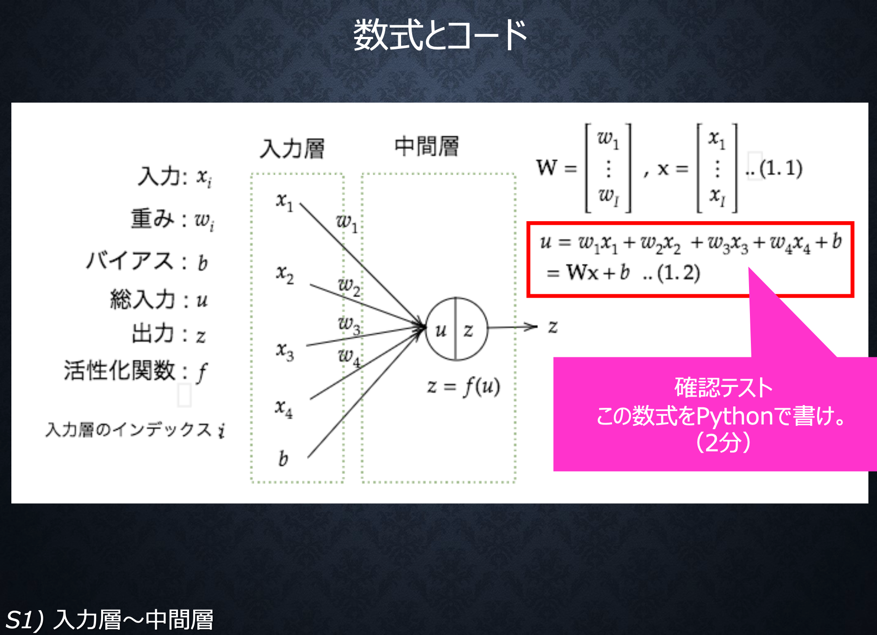 数式とコード
入力層
中間層
入力: xᵢ
重み : wᵢ
バイアス : b
総入力 : u
出力 : z
活性化関数 : f
入力層のインデックス i
x₁
x₂
x₃
x₄
b
w₁
w₂
w₃
w₄
u z
z
z = f(u)
W = [w₁ ⋮ w_I] , x = [x₁ ⋮ x_I] ..(1.1)
u = w₁x₁ + w₂x₂ + w₃x₃ + w₄x₄ + b
= Wx + b ..(1.2)
確認テスト
この数式をPythonで書け。
（2分）
S1) 入力層～中間層